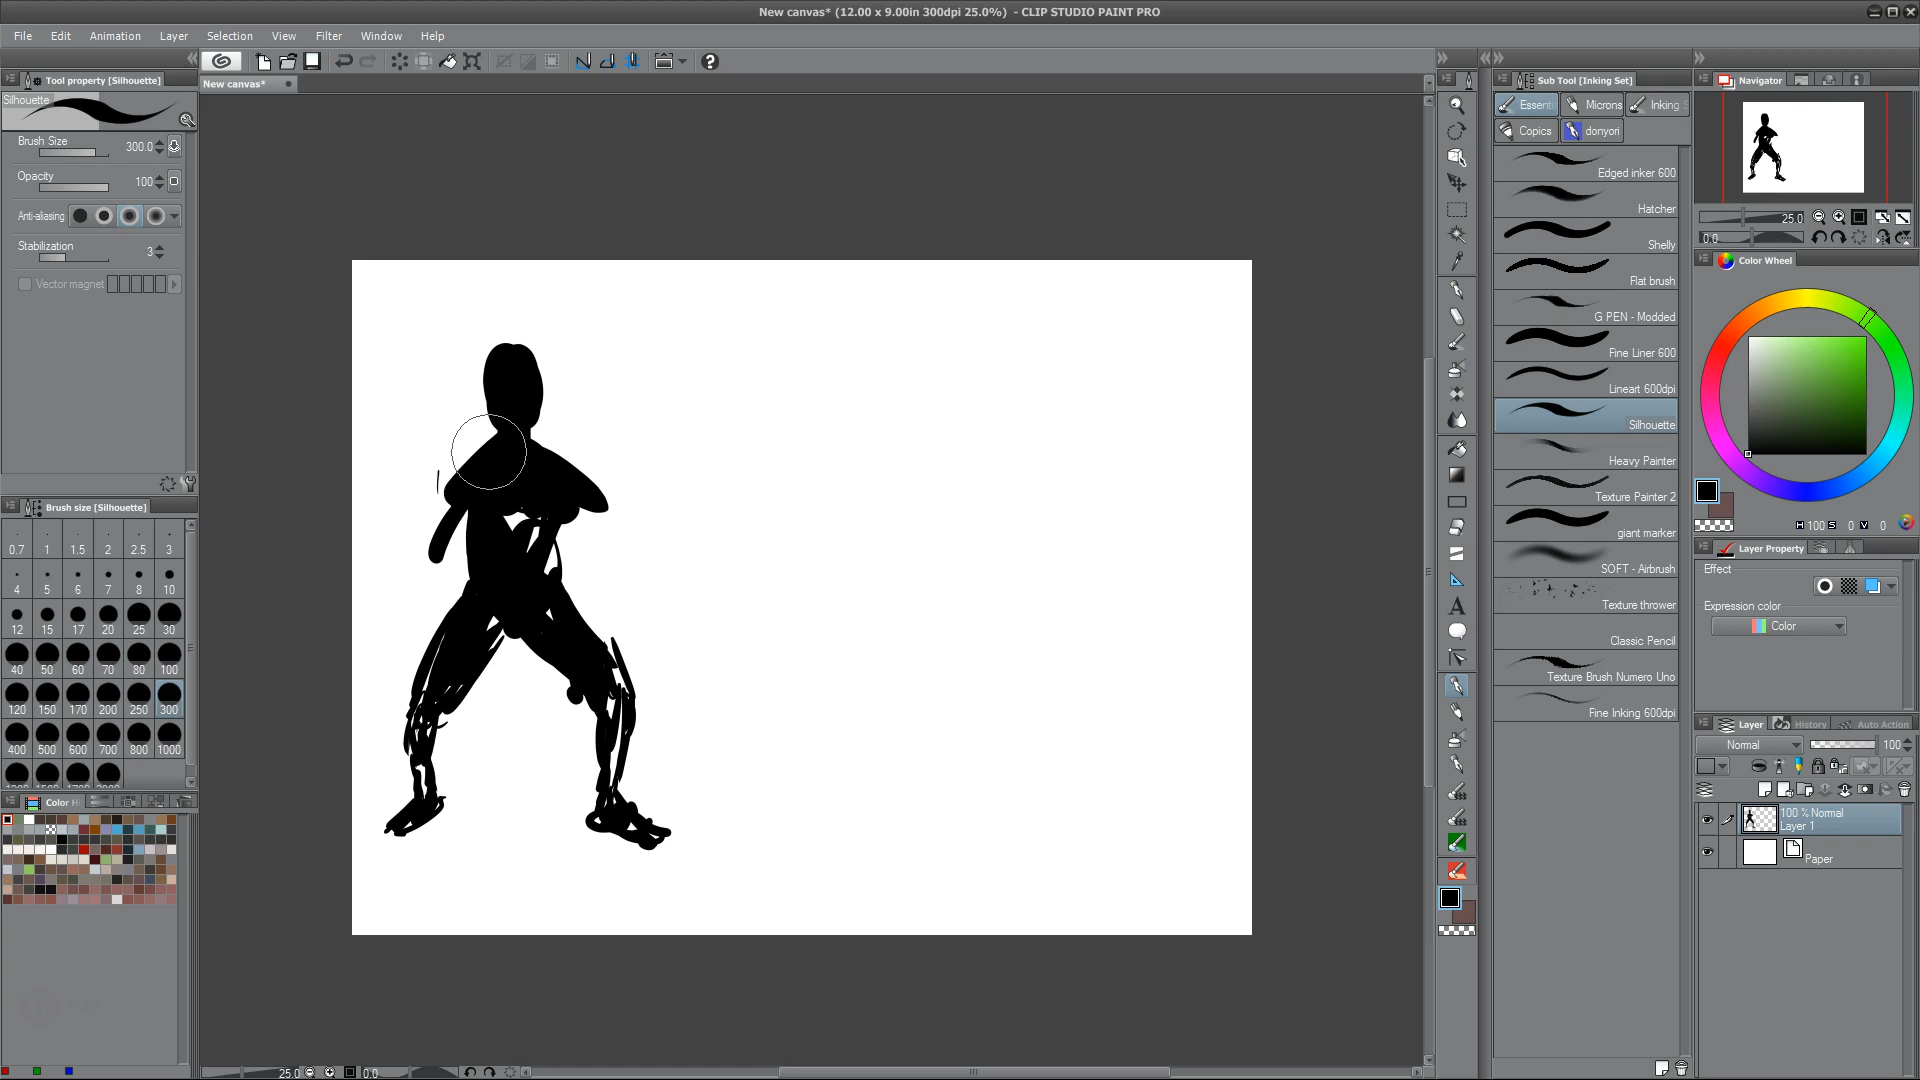 New canvas* (12.00 x 9.00in 300dpi 25.0%) - CLIP STUDIO PAINT PRO
File Edit Animation Layer Selection View Filter Window Help
Tool property [Silhouette]
New canvas*
Silhouette
Brush Size 300.0
Opacity 100
Anti-aliasing
Stabilization 3
Vector magnet
Brush size [Silhouette]
0.7 1 1.5 2 2.5 3
4 5 6 7 8 10
12 15 17 20 25 30
40 50 60 70 80 100
120 150 170 200 250 300
400 500 600 700 800 1000
Color Hi
25.0 0.0
Sub Tool [Inking Set]
Essenti Microns Inking S
Copics donyori
Edged inker 600
Hatcher
Shelly
Flat brush
G PEN - Modded
Fine Liner 600
Lineart 600dpi
Silhouette
Heavy Painter
Texture Painter 2
giant marker
SOFT - Airbrush
Texture thrower
Classic Pencil
Texture Brush Numero Uno
Fine Inking 600dpi
Navigator
25.0
0.0
Color Wheel
H 100 S 0 V 0
Layer Property
Effect
Expression color
Color
Layer History Auto Action
Normal 100
100 % Normal
Layer 1
Paper